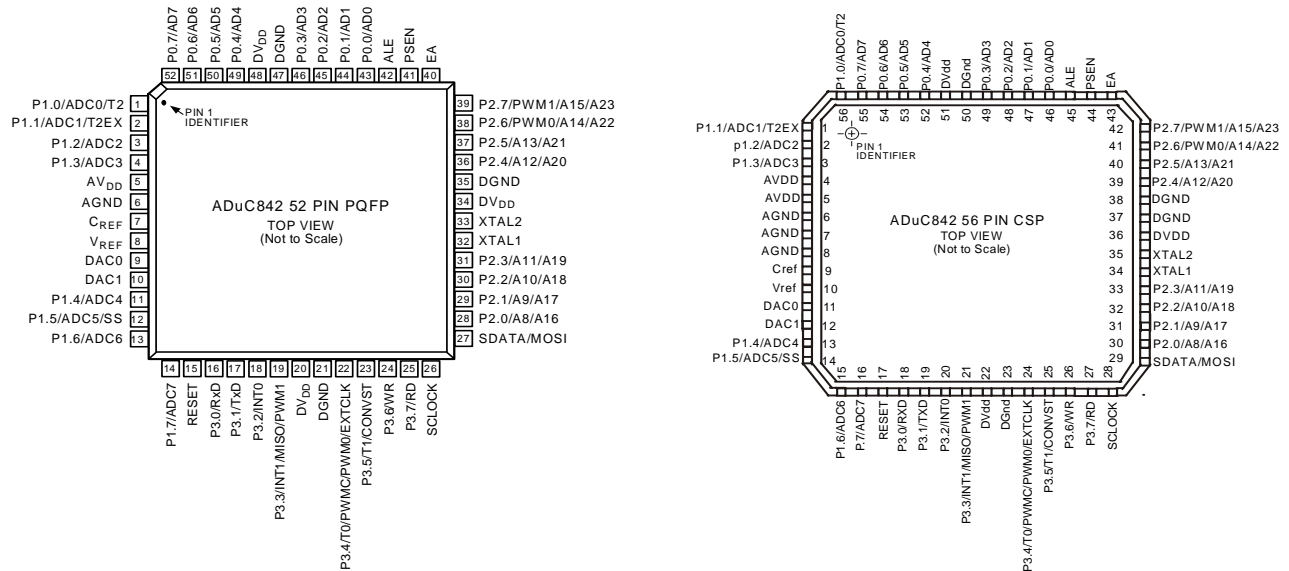 P0.7/AD7
P0.6/AD6
P0.5/AD5
P0.4/AD4
DVDD
DGND
P0.3/AD3
P0.2/AD2
P0.1/AD1
P0.0/AD0
ALE
PSEN
EA
52 51 50 49 48 47 46 45 44 43 42 41 40
P1.0/ADC0/T2 1
P1.1/ADC1/T2EX 2
P1.2/ADC2 3
P1.3/ADC3 4
AVDD 5
AGND 6
CREF 7
VREF 8
DAC0 9
DAC1 10
P1.4/ADC4 11
P1.5/ADC5/SS 12
P1.6/ADC6 13
PIN 1
IDENTIFIER
ADuC842 52 PIN PQFP
TOP VIEW
(Not to Scale)
39 P2.7/PWM1/A15/A23
38 P2.6/PWM0/A14/A22
37 P2.5/A13/A21
36 P2.4/A12/A20
35 DGND
34 DVDD
33 XTAL2
32 XTAL1
31 P2.3/A11/A19
30 P2.2/A10/A18
29 P2.1/A9/A17
28 P2.0/A8/A16
27 SDATA/MOSI
14 15 16 17 18 19 20 21 22 23 24 25 26
P1.7/ADC7
RESET
P3.0/RxD
P3.1/TxD
P3.2/INT0
P3.3/INT1/MISO/PWM1
DVDD
DGND
P3.4/T0/PWMC/PWM0/EXTCLK
P3.5/T1/CONVST
P3.6/WR
P3.7/RD
SCLOCK
P1.0/ADC0/T2
P0.7/AD7
P0.6/AD6
P0.5/AD5
P0.4/AD4
DVdd
DGnd
P0.3/AD3
P0.2/AD2
P0.1/AD1
P0.0/AD0
ALE
PSEN
EA
56 55 54 53 52 51 50 49 48 47 46 45 44 43
P1.1/ADC1/T2EX 1
p1.2/ADC2 2
P1.3/ADC3 3
AVDD 4
AVDD 5
AGND 6
AGND 7
AGND 8
Cref 9
Vref 10
DAC0 11
DAC1 12
P1.4/ADC4 13
P1.5/ADC5/SS 14
PIN 1
IDENTIFIER
ADuC842 56 PIN CSP
TOP VIEW
(Not to Scale)
42 P2.7/PWM1/A15/A23
41 P2.6/PWM0/A14/A22
40 P2.5/A13/A21
39 P2.4/A12/A20
38 DGND
37 DGND
36 DVDD
35 XTAL2
34 XTAL1
33 P2.3/A11/A19
32 P2.2/A10/A18
31 P2.1/A9/A17
30 P2.0/A8/A16
29 SDATA/MOSI
15 16 17 18 19 20 21 22 23 24 25 26 27 28
P1.6/ADC6
P.7/ADC7
RESET
P3.0/RXD
P3.1/TXD
P3.2/INT0
P3.3/INT1/MISO/PWM1
DVdd
DGnd
P3.4/T0/PWMC/PWM0/EXTCLK
P3.5/T1/CONVST
P3.6/WR
P3.7/RD
SCLOCK